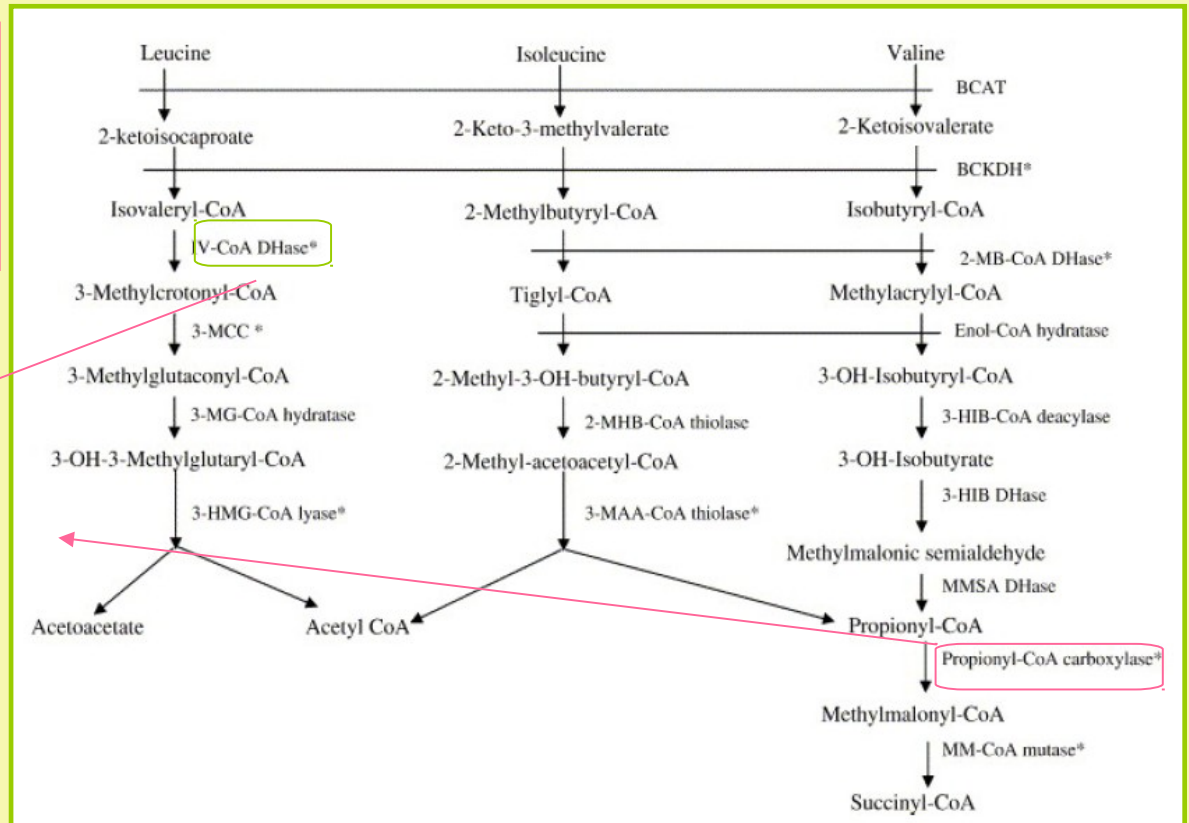 Leucine Isoleucine Valine
BCAT
2-ketoisocaproate 2-Keto-3-methylvalerate 2-Ketoisovalerate
BCKDH*
Isovaleryl-CoA 2-Methylbutyryl-CoA Isobutyryl-CoA
IV-CoA DHase* 2-MB-CoA DHase*
3-Methylcrotonyl-CoA Tiglyl-CoA Methylacrylyl-CoA
3-MCC * Enol-CoA hydratase
3-Methylglutaconyl-CoA 2-Methyl-3-OH-butyryl-CoA 3-OH-Isobutyryl-CoA
3-MG-CoA hydratase 2-MHB-CoA thiolase 3-HIB-CoA deacylase
3-OH-3-Methylglutaryl-CoA 2-Methyl-acetoacetyl-CoA 3-OH-Isobutyrate
3-HMG-CoA lyase* 3-MAA-CoA thiolase* 3-HIB DHase
Methylmalonic semialdehyde
MMSA DHase
Acetoacetate Acetyl CoA Propionyl-CoA
Propionyl-CoA carboxylase*
Methylmalonyl-CoA
MM-CoA mutase*
Succinyl-CoA